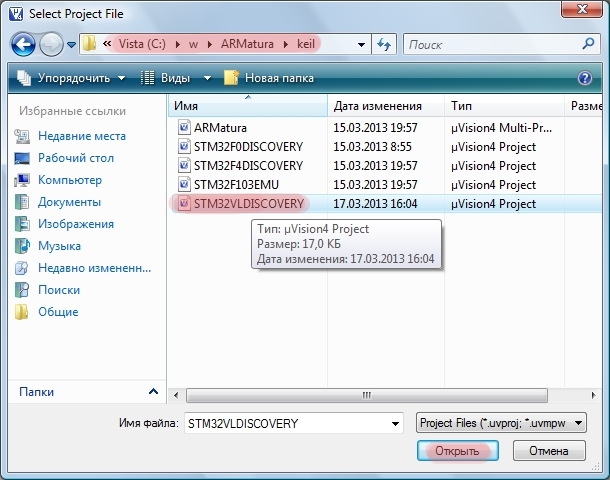 Select Project File
« Vista (C:) ▸ w ▸ ARMatura ▸ keil
Поиск
Упорядочить Виды Новая папка
Избранные ссылки
Недавние места
Рабочий стол
Компьютер
Документы
Изображения
Музыка
Недавно измененн...
Поиски
Общие
Папки
Имя Дата изменения Тип Разме
ARMatura 15.03.2013 19:57 µVision4 Multi-Pr...
STM32F0DISCOVERY 15.03.2013 8:55 µVision4 Project
STM32F4DISCOVERY 15.03.2013 19:57 µVision4 Project
STM32F103EMU 15.03.2013 19:57 µVision4 Project
STM32VLDISCOVERY 17.03.2013 16:04 µVision4 Project
Тип: µVision4 Project
Размер: 17,0 КБ
Дата изменения: 17.03.2013 16:04
Имя файла: STM32VLDISCOVERY Project Files (*.uvproj; *.uvmpw
Открыть Отмена